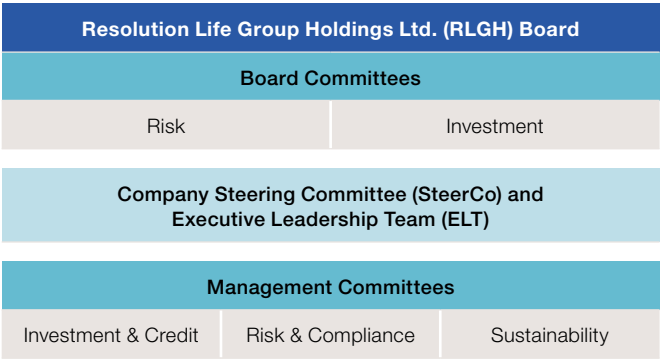 Resolution Life Group Holdings Ltd. (RLGH) Board
Board Committees
Risk
Investment
Company Steering Committee (SteerCo) and
Executive Leadership Team (ELT)
Management Committees
Investment & Credit
Risk & Compliance
Sustainability